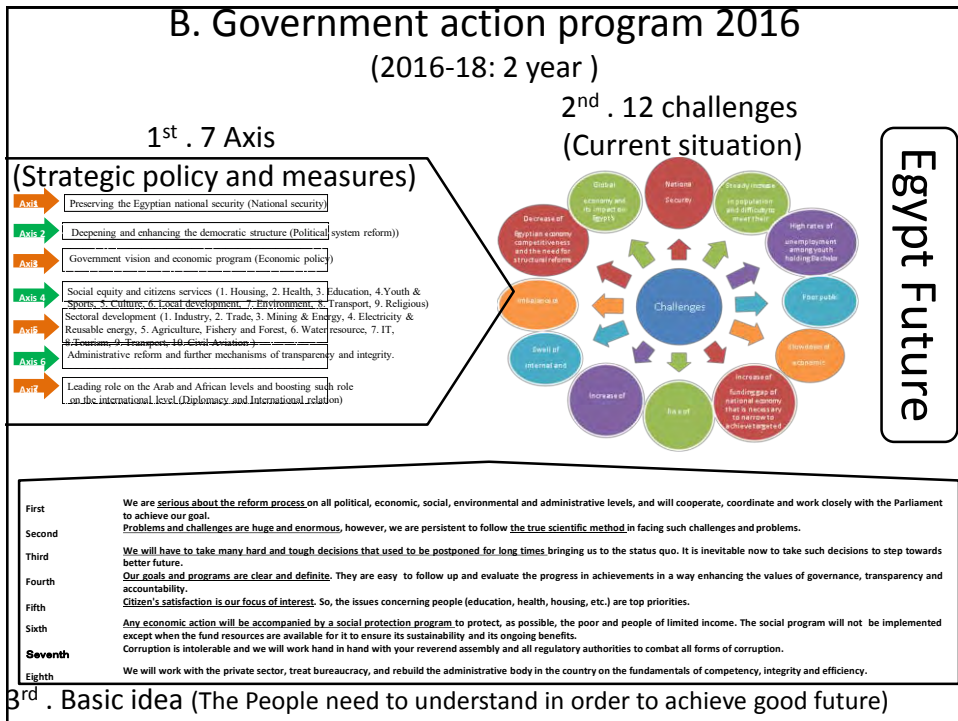 B. Government action program 2016
(2016-18: 2 year )
1st . 7 Axis
(Strategic policy and measures)
Axis1 Preserving the Egyptian national security (National security)
Axis 2 Deepening and enhancing the democratic structure (Political system reform))
Axis3 Government vision and economic program (Economic policy)
Axis 4 Social equity and citizens services (1. Housing, 2. Health, 3. Education, 4.Youth &
Sports, 5. Culture, 6. Local development, 7. Environment, 8. Transport, 9. Religious)
Axis5 Sectoral development (1. Industry, 2. Trade, 3. Mining & Energy, 4. Electricity &
Reusable energy, 5. Agriculture, Fishery and Forest, 6. Water resource, 7. IT,
8.Tourism, 9. Transport, 10. Civil Aviation )
Axis 6 Administrative reform and further mechanisms of transparency and integrity.
Axis7 Leading role on the Arab and African levels and boosting such role
on the international level (Diplomacy and International relation)
2nd . 12 challenges
(Current situation)
Challenges
National
Security
Steady increase
in population
and difficulty to
meet their
High rates of
unemployment
among youth
holding Bachelor
Poor public
economic
Increase of
funding gap of
national economy
that is necessary
to narrow to
achieve targeted
Rise of
Increase of
Swell of
internal and
Imbalance
Decrease of
Egyptian economy
competitiveness
and the need for
structural reforms
Global
economy and
its impact on
Egypt's
Egypt Future
First We are serious about the reform process on all political, economic, social, environmental and administrative levels, and will cooperate, coordinate and work closely with the Parliament
to achieve our goal.
Second Problems and challenges are huge and enormous, however, we are persistent to follow the true scientific method in facing such challenges and problems.
Third We will have to take many hard and tough decisions that used to be postponed for long times bringing us to the status quo. It is inevitable now to take such decisions to step towards
better future.
Fourth Our goals and programs are clear and definite. They are easy to follow up and evaluate the progress in achievements in a way enhancing the values of governance, transparency and
accountability.
Fifth Citizen's satisfaction is our focus of interest. So, the issues concerning people (education, health, housing, etc.) are top priorities.
Sixth Any economic action will be accompanied by a social protection program to protect, as possible, the poor and people of limited income. The social program will not be implemented
except when the fund resources are available for it to ensure its sustainability and its ongoing benefits.
Seventh Corruption is intolerable and we will work hand in hand with your reverend assembly and all regulatory authorities to combat all forms of corruption.
Eighth We will work with the private sector, treat bureaucracy, and rebuild the administrative body in the country on the fundamentals of competency, integrity and efficiency.
3rd . Basic idea (The People need to understand in order to achieve good future)